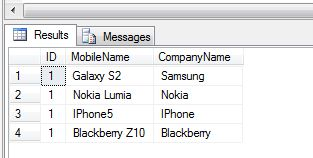 Results Messages
ID MobileName CompanyName
1 1 Galaxy S2 Samsung
2 1 Nokia Lumia Nokia
3 1 IPhone5 IPhone
4 1 Blackberry Z10 Blackberry